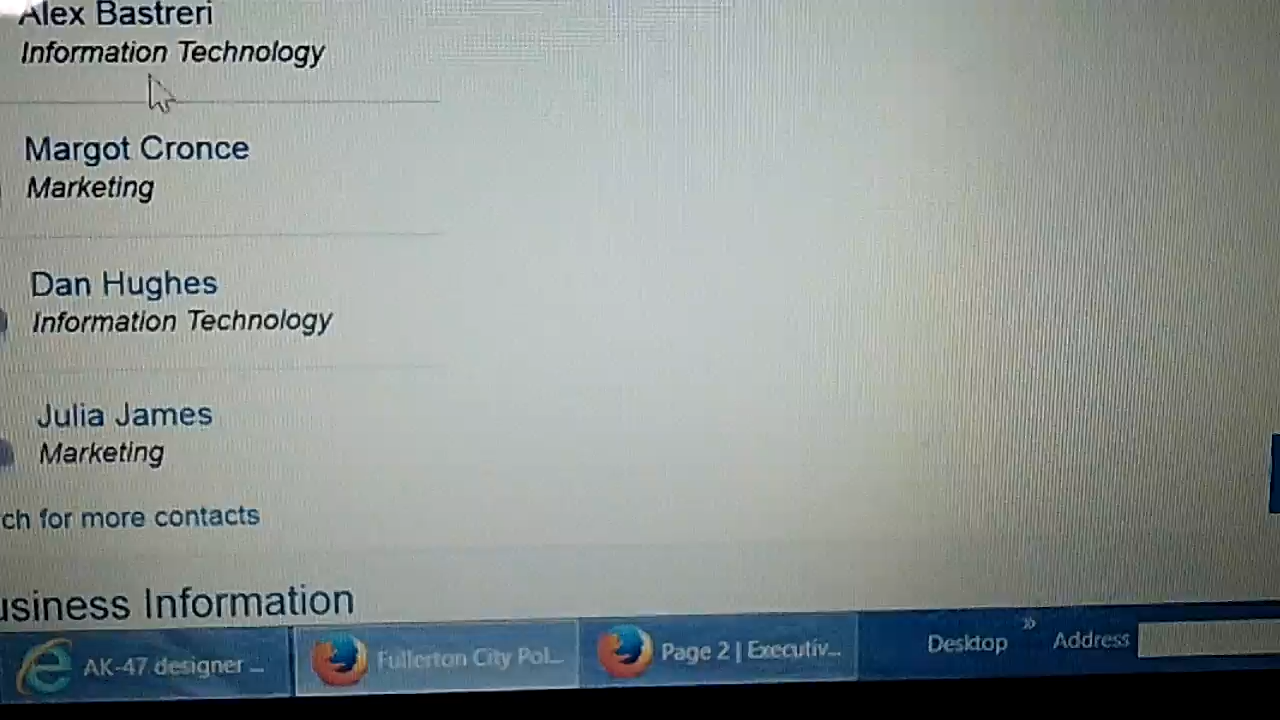 Alex Bastreri
Information Technology
Margot Cronce
Marketing
Dan Hughes
Information Technology
Julia James
Marketing
ch for more contacts
usiness Information
AK-47 designer ...
Fullerton City Pol...
Page 2 | Executiv...
Desktop
»
Address